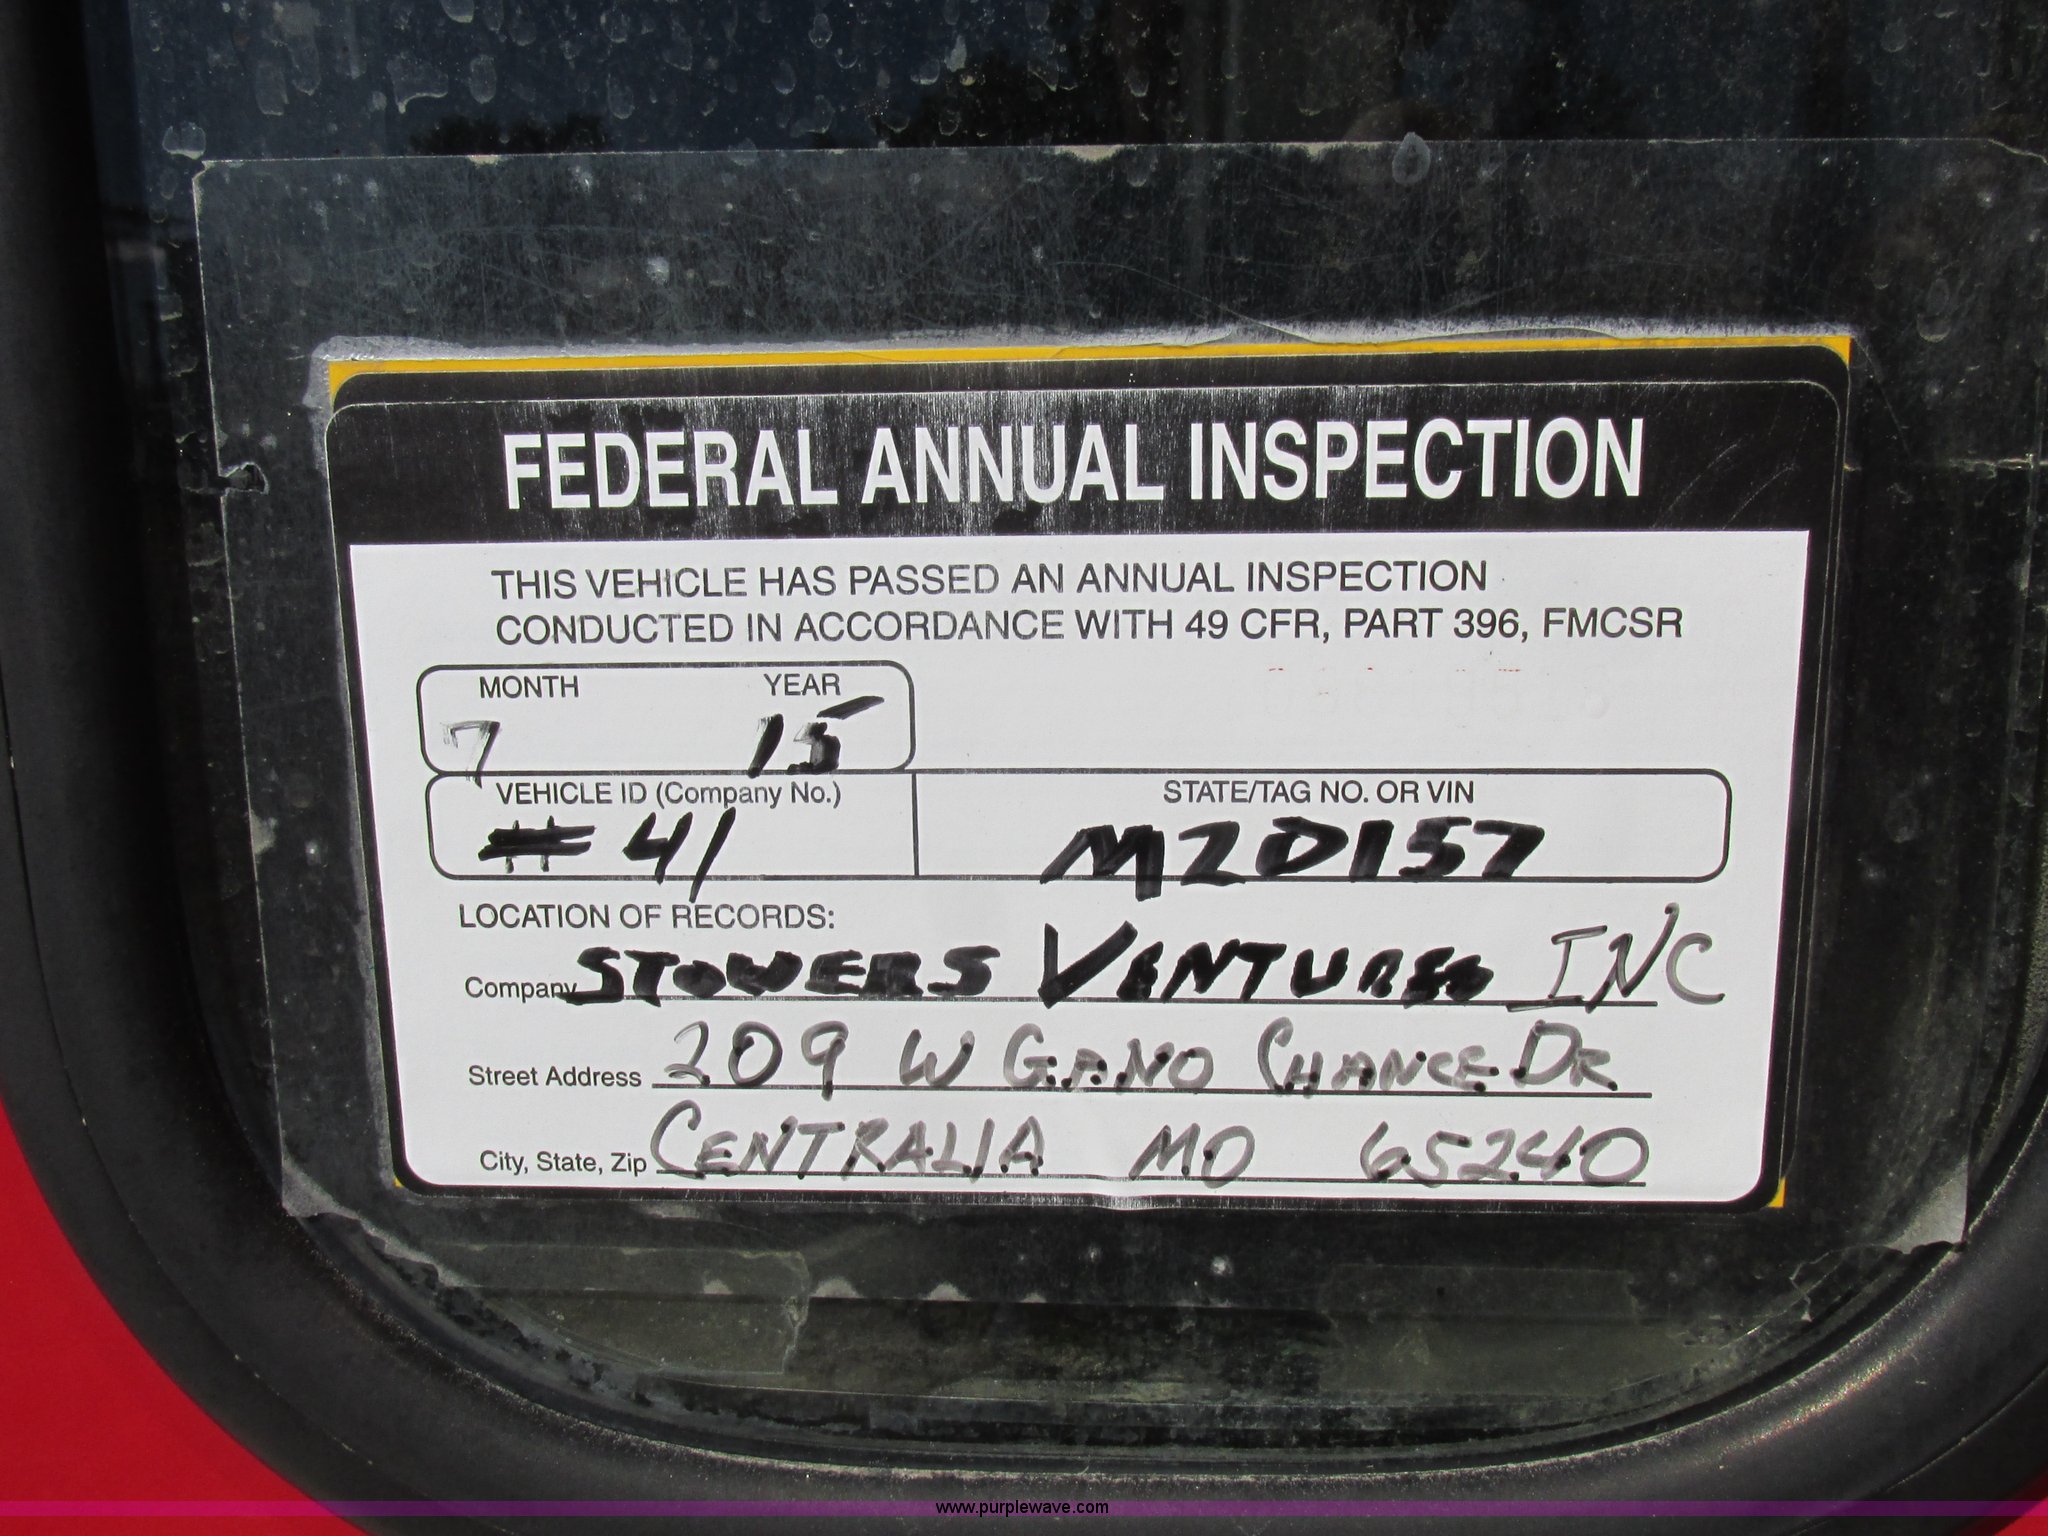 FEDERAL ANNUAL INSPECTION
THIS VEHICLE HAS PASSED AN ANNUAL INSPECTION
CONDUCTED IN ACCORDANCE WITH 49 CFR, PART 396, FMCSR
MONTH YEAR
7 15
VEHICLE ID (Company No.) STATE/TAG NO. OR VIN
#41 M20157
LOCATION OF RECORDS:
Company STOWERS VENTURES INC
Street Address 209 W GANO CHANCE DR
City, State, Zip CENTRALIA MO 65240
www.purplewave.com